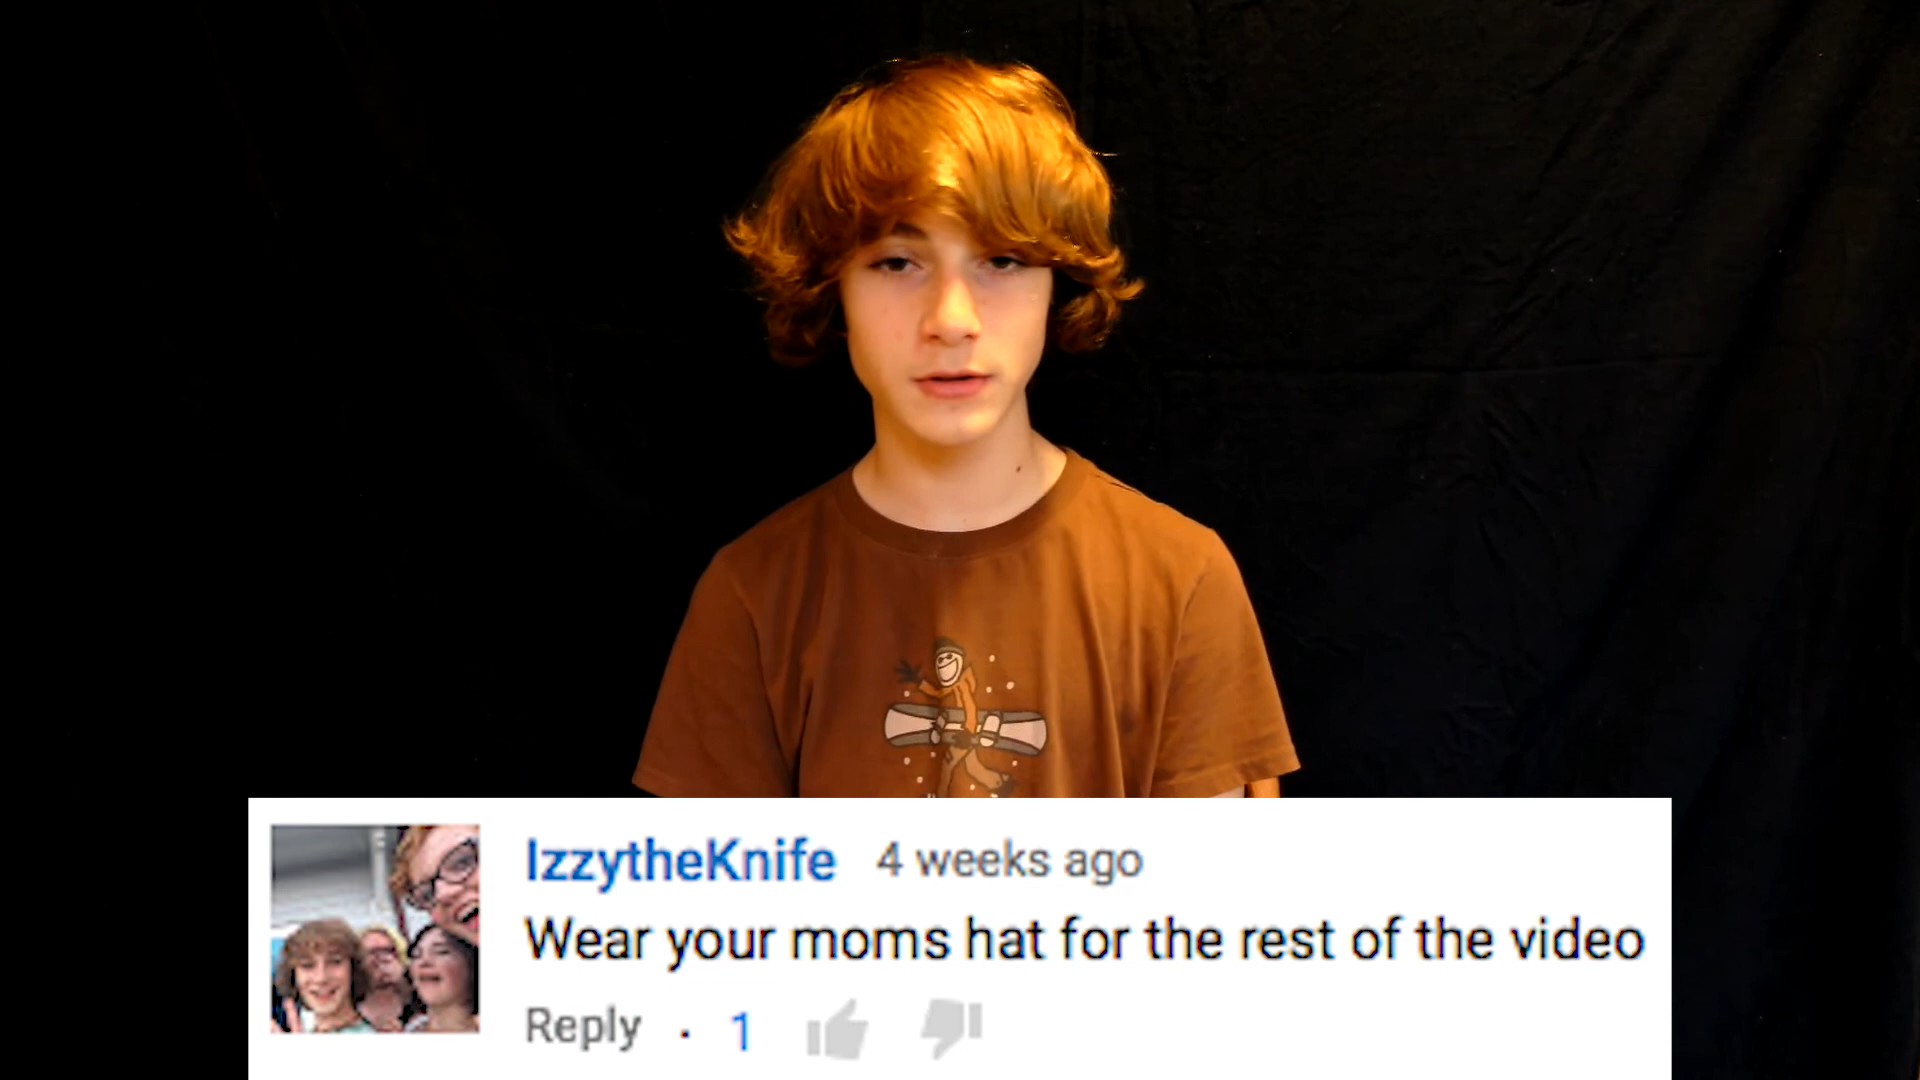 IzzytheKnife 4 weeks ago
Wear your moms hat for the rest of the video
Reply · 1